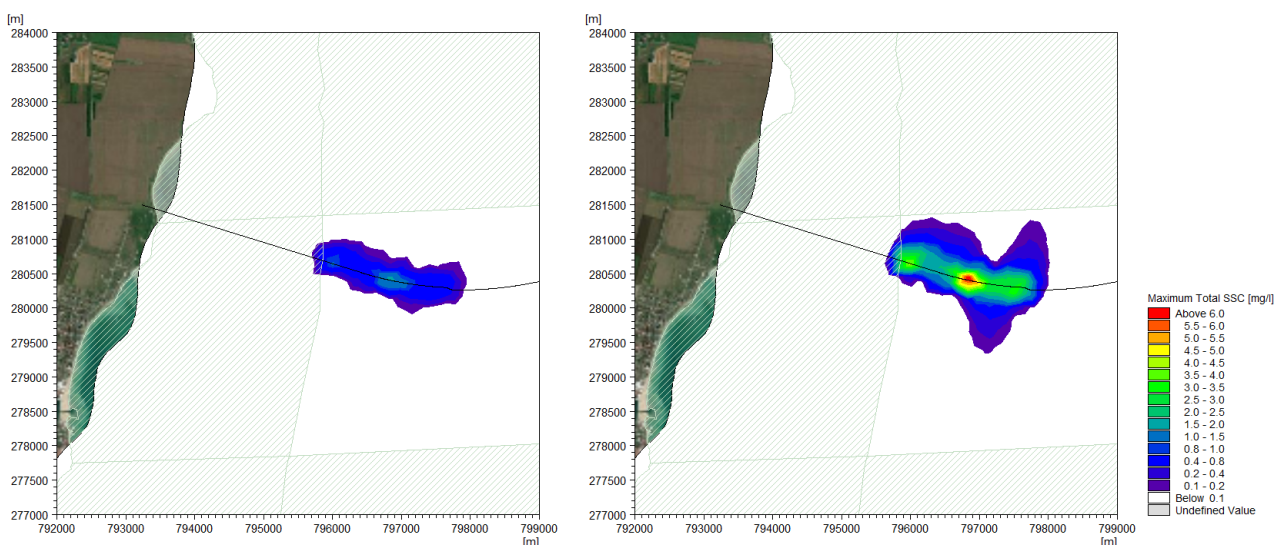 [m]
284000
283500
283000
282500
282000
281500
281000
280500
280000
279500
279000
278500
278000
277500
277000
792000 793000 794000 795000 796000 797000 798000 799000
[m]
[m]
284000
283500
283000
282500
282000
281500
281000
280500
280000
279500
279000
278500
278000
277500
277000
792000 793000 794000 795000 796000 797000 798000 799000
[m]
Maximum Total SSC [mg/l]
Above 6.0
5.5 - 6.0
5.0 - 5.5
4.5 - 5.0
4.0 - 4.5
3.5 - 4.0
3.0 - 3.5
2.5 - 3.0
2.0 - 2.5
1.5 - 2.0
1.0 - 1.5
0.8 - 1.0
0.4 - 0.8
0.2 - 0.4
0.1 - 0.2
Below 0.1
Undefined Value